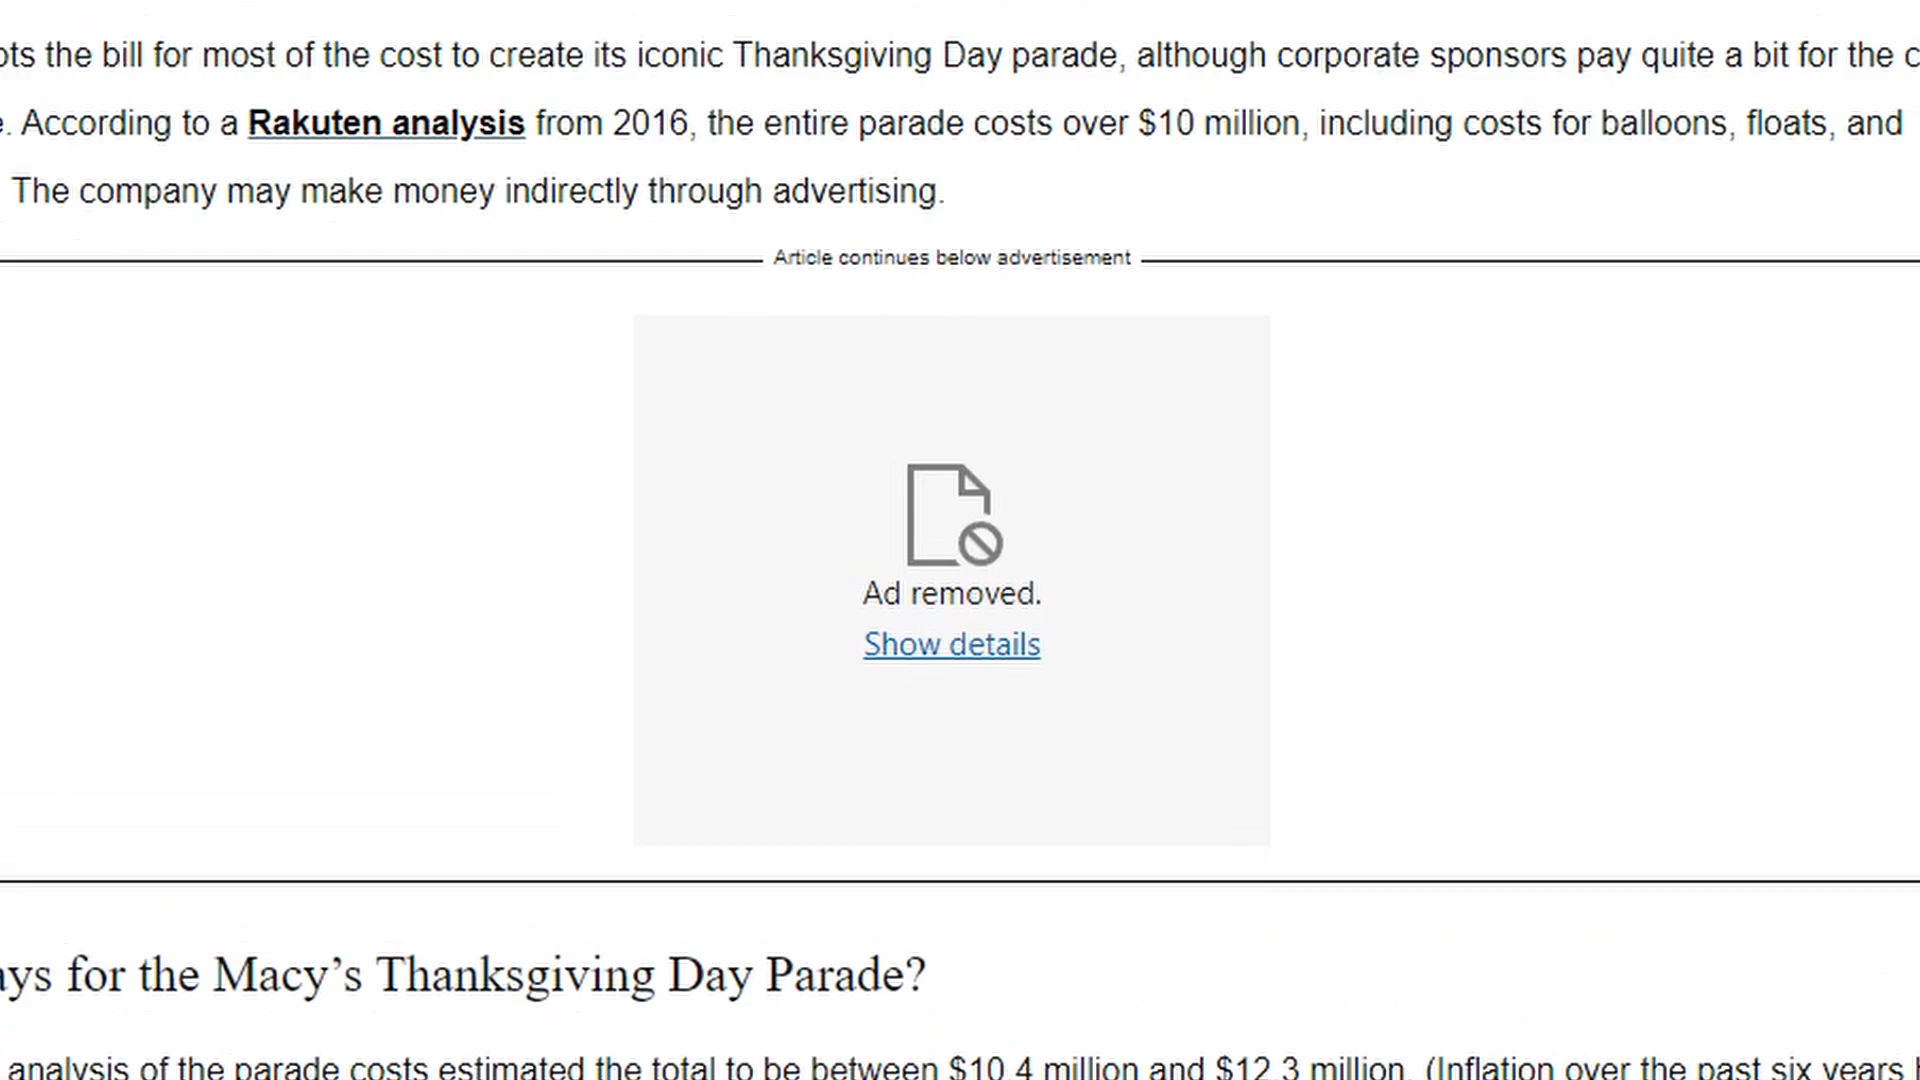 ots the bill for most of the cost to create its iconic Thanksgiving Day parade, although corporate sponsors pay quite a bit for the c
e. According to a Rakuten analysis from 2016, the entire parade costs over $10 million, including costs for balloons, floats, and
The company may make money indirectly through advertising.
Article continues below advertisement
Ad removed.
Show details
ays for the Macy’s Thanksgiving Day Parade?
analysis of the parade costs estimated the total to be between $10.4 million and $12.3 million. (Inflation over the past six years